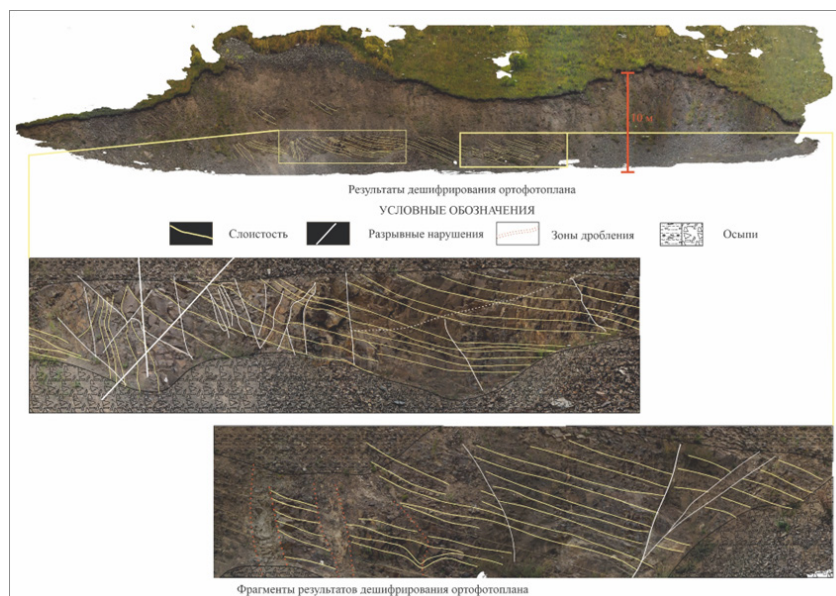 10 м
Результаты дешифрирования ортофотоплана
УСЛОВНЫЕ ОБОЗНАЧЕНИЯ
Слоистость
Разрывные нарушения
Зоны дробления
Осыпи
Фрагменты результатов дешифрирования ортофотоплана